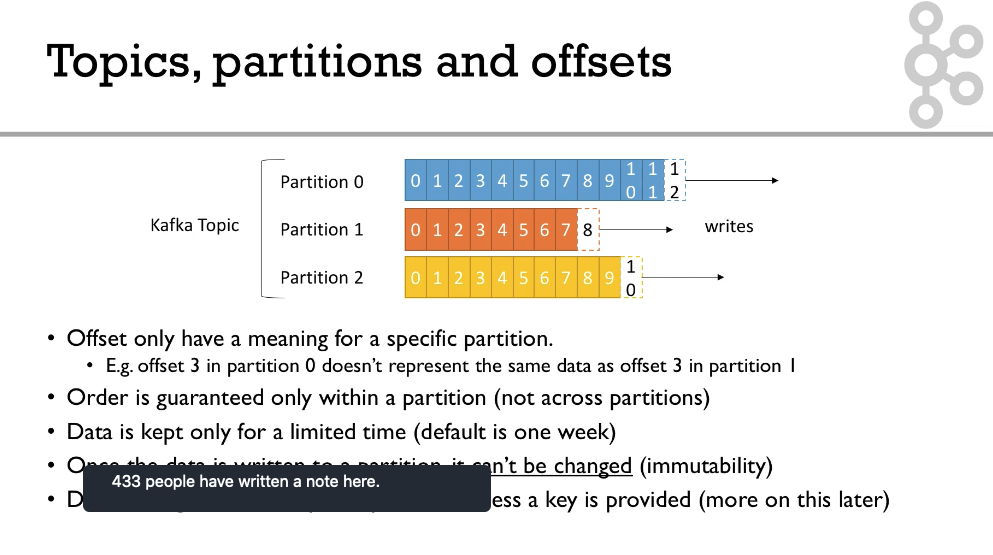 Topics, partitions and offsets
Kafka Topic
Partition 0 0 1 2 3 4 5 6 7 8 9 10 11 12
Partition 1 0 1 2 3 4 5 6 7 8
Partition 2 0 1 2 3 4 5 6 7 8 9 10
writes
• Offset only have a meaning for a specific partition.
• E.g. offset 3 in partition 0 doesn't represent the same data as offset 3 in partition 1
• Order is guaranteed only within a partition (not across partitions)
• Data is kept only for a limited time (default is one week)
• Once the data is written to a partition, it can't be changed (immutability)
433 people have written a note here.
• a key is provided (more on this later)